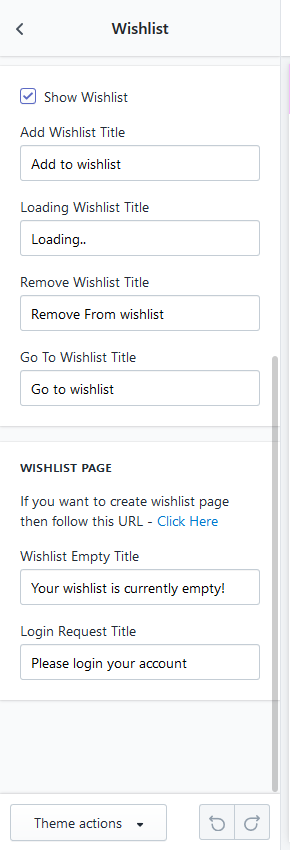 Wishlist
Show Wishlist
Add Wishlist Title
Add to wishlist
Loading Wishlist Title
Loading..
Remove Wishlist Title
Remove From wishlist
Go To Wishlist Title
Go to wishlist
WISHLIST PAGE
If you want to create wishlist page
then follow this URL - Click Here
Wishlist Empty Title
Your wishlist is currently empty!
Login Request Title
Please login your account
Theme actions